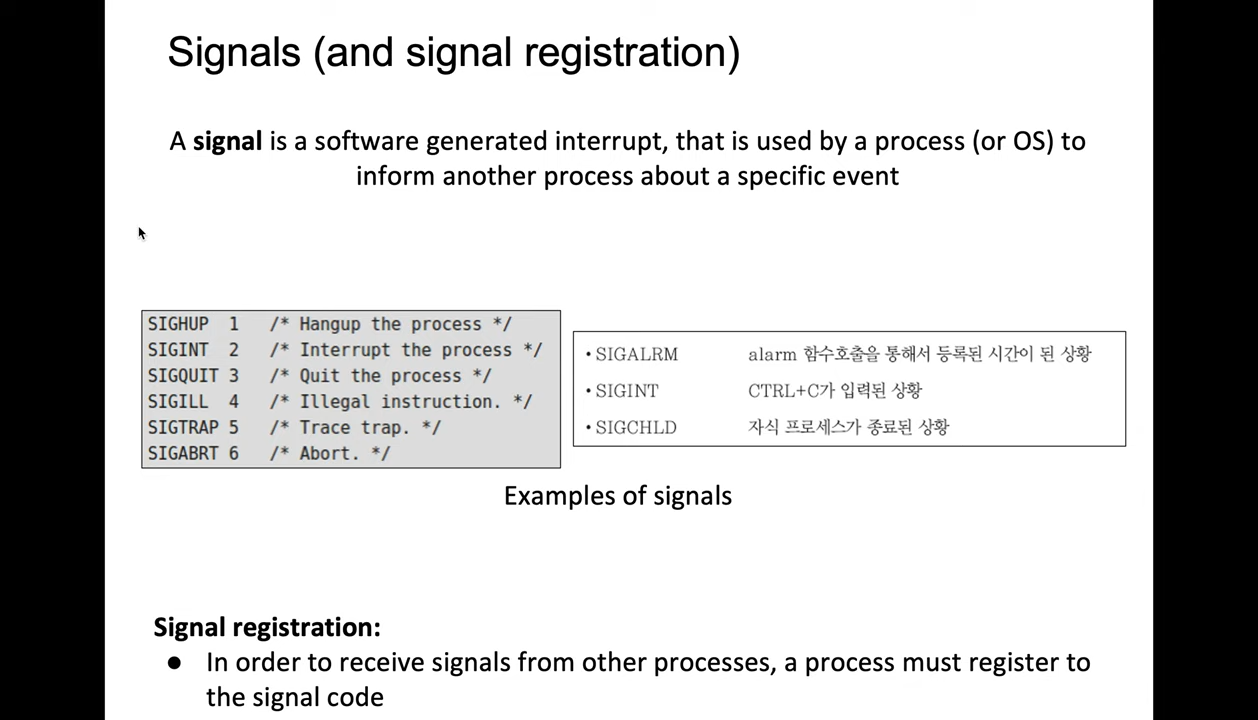 Signals (and signal registration)
A signal is a software generated interrupt, that is used by a process (or OS) to
inform another process about a specific event
SIGHUP 1 /* Hangup the process */
SIGINT 2 /* Interrupt the process */
SIGQUIT 3 /* Quit the process */
SIGILL 4 /* Illegal instruction. */
SIGTRAP 5 /* Trace trap. */
SIGABRT 6 /* Abort. */
• SIGALRM alarm 함수호출을 통해서 등록된 시간이 된 상황
• SIGINT CTRL+C가 입력된 상황
• SIGCHLD 자식 프로세스가 종료된 상황
Examples of signals
Signal registration:
● In order to receive signals from other processes, a process must register to
the signal code